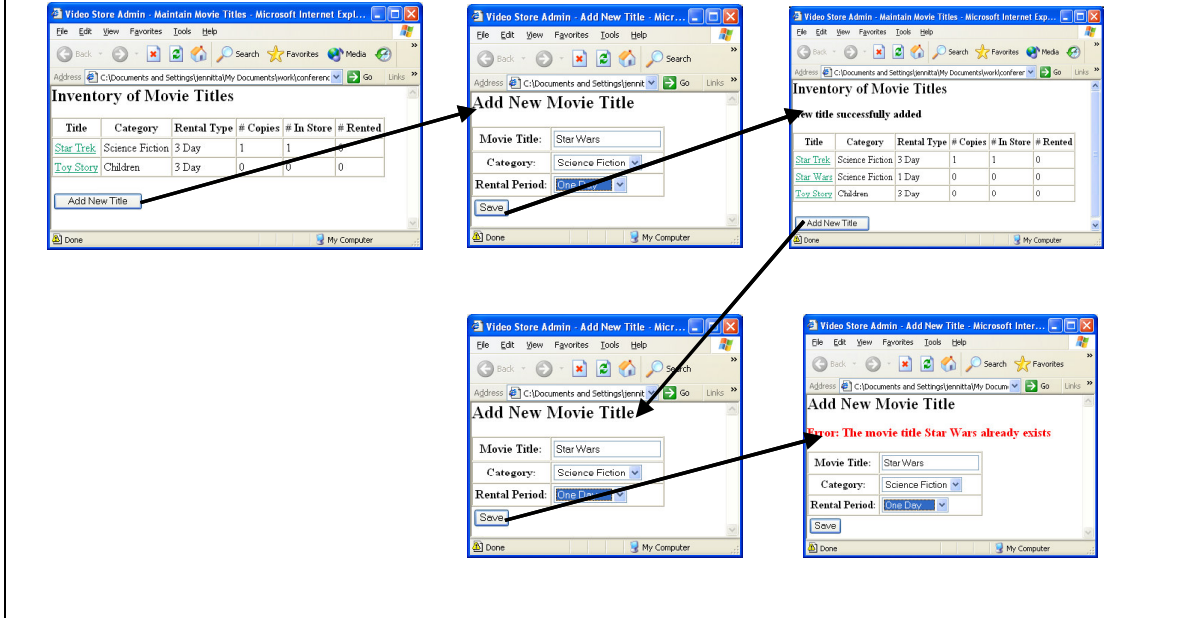 Video Store Admin - Maintain Movie Titles - Microsoft Internet Expl...
File Edit View Favorites Tools Help
Back Search Favorites Media »
Address C:\Documents and Settings\jennitta\My Documents\work\conferenc Go Links »
Inventory of Movie Titles
Title Category Rental Type # Copies # In Store # Rented
Star Trek Science Fiction 3 Day 1 1 0
Toy Story Children 3 Day 0 0 0
Add New Title
Done My Computer
Video Store Admin - Add New Title - Micr...
File Edit View Favorites Tools Help
Back Search »
Address C:\Documents and Settings\jennit Go Links »
Add New Movie Title
Movie Title: Star Wars
Category: Science Fiction
Rental Period: One Day
Save
Done My Computer
Video Store Admin - Maintain Movie Titles - Microsoft Internet Exp...
File Edit View Favorites Tools Help
Back Search Favorites Media »
Address C:\Documents and Settings\jennitta\My Documents\work\conferer Go Links »
Inventory of Movie Titles
New title successfully added
Title Category Rental Type # Copies # In Store # Rented
Star Trek Science Fiction 3 Day 1 1 0
Star Wars Science Fiction 1 Day 0 0 0
Toy Story Children 3 Day 0 0 0
Add New Title
Done My Computer
Video Store Admin - Add New Title - Micr...
File Edit View Favorites Tools Help
Back Search »
Address C:\Documents and Settings\jennit Go Links »
Add New Movie Title
Movie Title: Star Wars
Category: Science Fiction
Rental Period: One Day
Save
Done My Computer
Video Store Admin - Add New Title - Microsoft Inter...
File Edit View Favorites Tools Help
Back Search Favorites »
Address C:\Documents and Settings\jennitta\My Docum Go Links »
Add New Movie Title
Error: The movie title Star Wars already exists
Movie Title: Star Wars
Category: Science Fiction
Rental Period: One Day
Save
Done My Computer